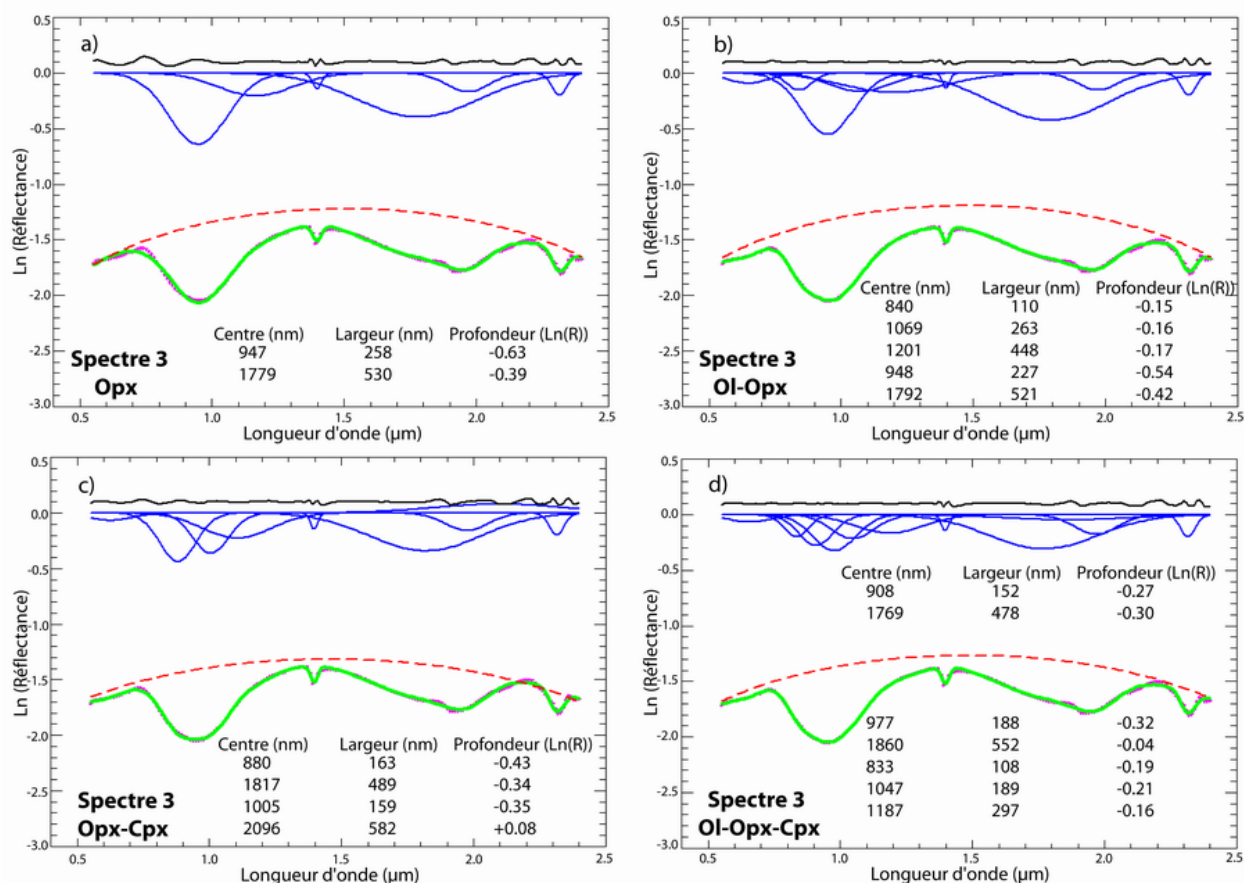 a)
0.5
0.0
-0.5
-1.0
-1.5
-2.0
-2.5
-3.0
Ln (Réflectance)
Centre (nm) Largeur (nm) Profondeur (Ln(R))
947 258 -0.63
1779 530 -0.39
Spectre 3
Opx
0.5 1.0 1.5 2.0 2.5
Longueur d'onde (µm)
b)
0.5
0.0
-0.5
-1.0
-1.5
-2.0
-2.5
-3.0
Ln (Réflectance)
Centre (nm) Largeur (nm) Profondeur (Ln(R))
840 110 -0.15
1069 263 -0.16
1201 448 -0.17
948 227 -0.54
1792 521 -0.42
Spectre 3
Ol-Opx
0.5 1.0 1.5 2.0 2.5
Longueur d'onde (µm)
c)
0.5
0.0
-0.5
-1.0
-1.5
-2.0
-2.5
-3.0
Ln (Réflectance)
Centre (nm) Largeur (nm) Profondeur (Ln(R))
880 163 -0.43
1817 489 -0.34
1005 159 -0.35
2096 582 +0.08
Spectre 3
Opx-Cpx
0.5 1.0 1.5 2.0 2.5
Longueur d'onde (µm)
d)
0.5
0.0
-0.5
-1.0
-1.5
-2.0
-2.5
-3.0
Ln (Réflectance)
Centre (nm) Largeur (nm) Profondeur (Ln(R))
908 152 -0.27
1769 478 -0.30
977 188 -0.32
1860 552 -0.04
833 108 -0.19
1047 189 -0.21
1187 297 -0.16
Spectre 3
Ol-Opx-Cpx
0.5 1.0 1.5 2.0 2.5
Longueur d'onde (µm)